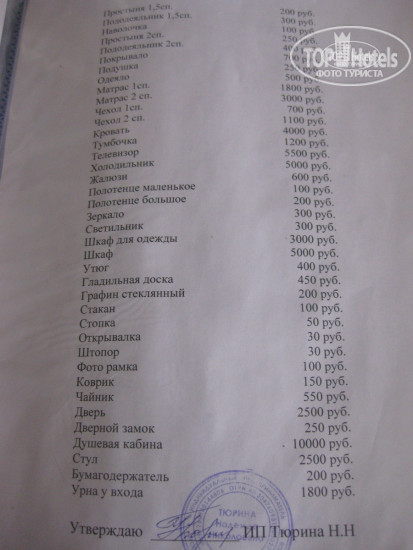 Простыня 1,5сп. 200 руб.
Пододеяльник 1,5сп. 300 руб.
Наволочка 100 руб.
Простыня 2сп. 250 руб.
Пододеяльник 2сп.
Покрывало
Подушка
Одеяло 500 руб.
Матрас 1сп. 1800 руб.
Матрас 2 сп. 3000 руб.
Чехол 1сп. 700 руб.
Чехол 2 сп. 1100 руб.
Кровать 4000 руб.
Тумбочка 1200 руб.
Телевизор 5500 руб.
Холодильник 5000 руб.
Жалюзи 600 руб.
Полотенце маленькое 100 руб.
Полотенце большое 200 руб.
Зеркало 300 руб.
Светильник 300 руб.
Шкаф для одежды 3000 руб.
Шкаф 5000 руб.
Утюг 400 руб.
Гладильная доска 450 руб.
Графин стеклянный 200 руб.
Стакан 100 руб.
Стопка 50 руб.
Открывалка 30 руб.
Штопор 30 руб.
Фото рамка 100 руб.
Коврик 150 руб.
Чайник 550 руб.
Дверь 2500 руб.
Дверной замок 250 руб.
Душевая кабина 10000 руб.
Стул 2500 руб.
Бумагодержатель 200 руб.
Урна у входа 1800 руб.
Утверждаю ИП Тюрина Н.Н
ТЮРИНА
TOP Hotels
ФОТО ТУРИСТА